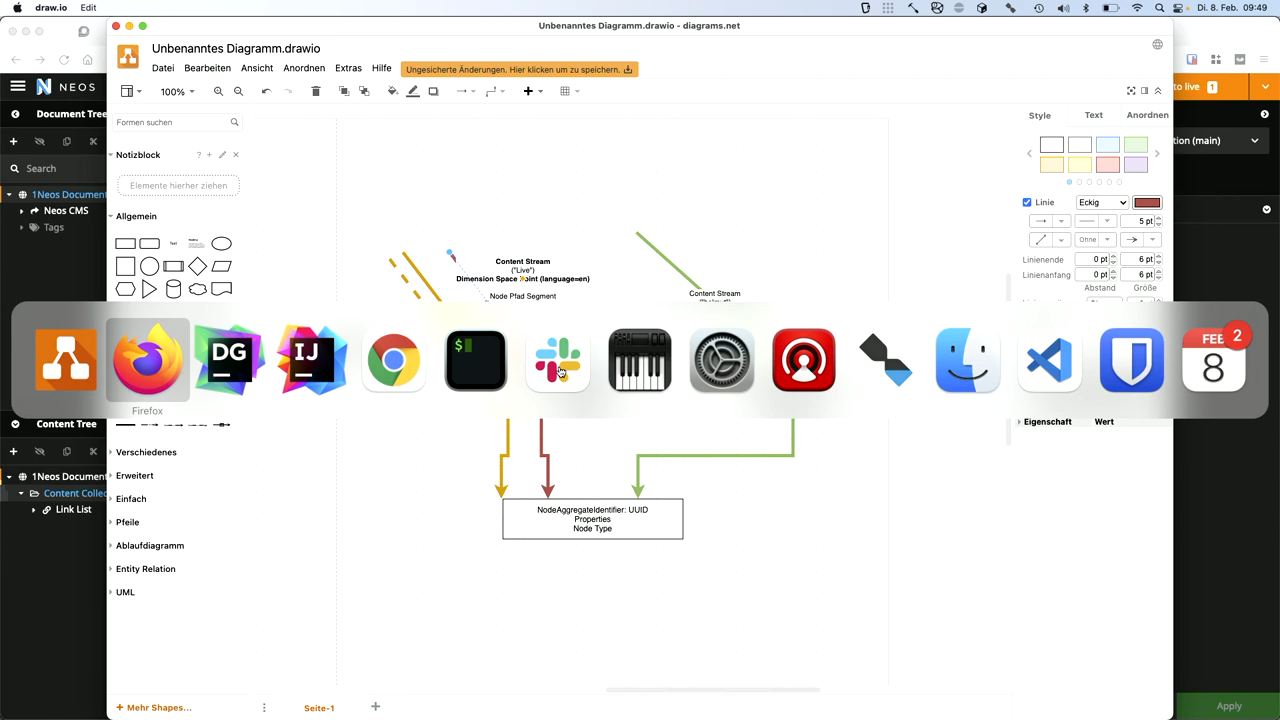 draw.io Edit
Di. 8. Feb. 09:49
Unbenanntes Diagramm.drawio - diagrams.net
Unbenanntes Diagramm.drawio
Datei Bearbeiten Ansicht Anordnen Extras Hilfe
Ungesicherte Änderungen. Hier klicken um zu speichern.
100%
NEOS
to live 1
Document Tree
Search
1Neos Document
Neos CMS
Tags
Formen suchen
Notizblock
Elemente hierher ziehen
Allgemein
Style Text Anordnen
tion (main)
Linie Eckig
5 pt
Ohne
Linienende 0 pt 6 pt
Linienanfang 0 pt 6 pt
Abstand Größe
Content Stream
("Live")
Dimension Space Point (language=en)
Node Pfad Segment
Content Stream
DG
IJ
$
FEB
8
2
Firefox
Content Tree
1Neos Document
Content Collec
Link List
Verschiedenes
Erweitert
Einfach
Pfeile
Ablaufdiagramm
Entity Relation
UML
Eigenschaft Wert
NodeAggregateIdentifier: UUID
Properties
Node Type
Mehr Shapes...
Seite-1
Apply